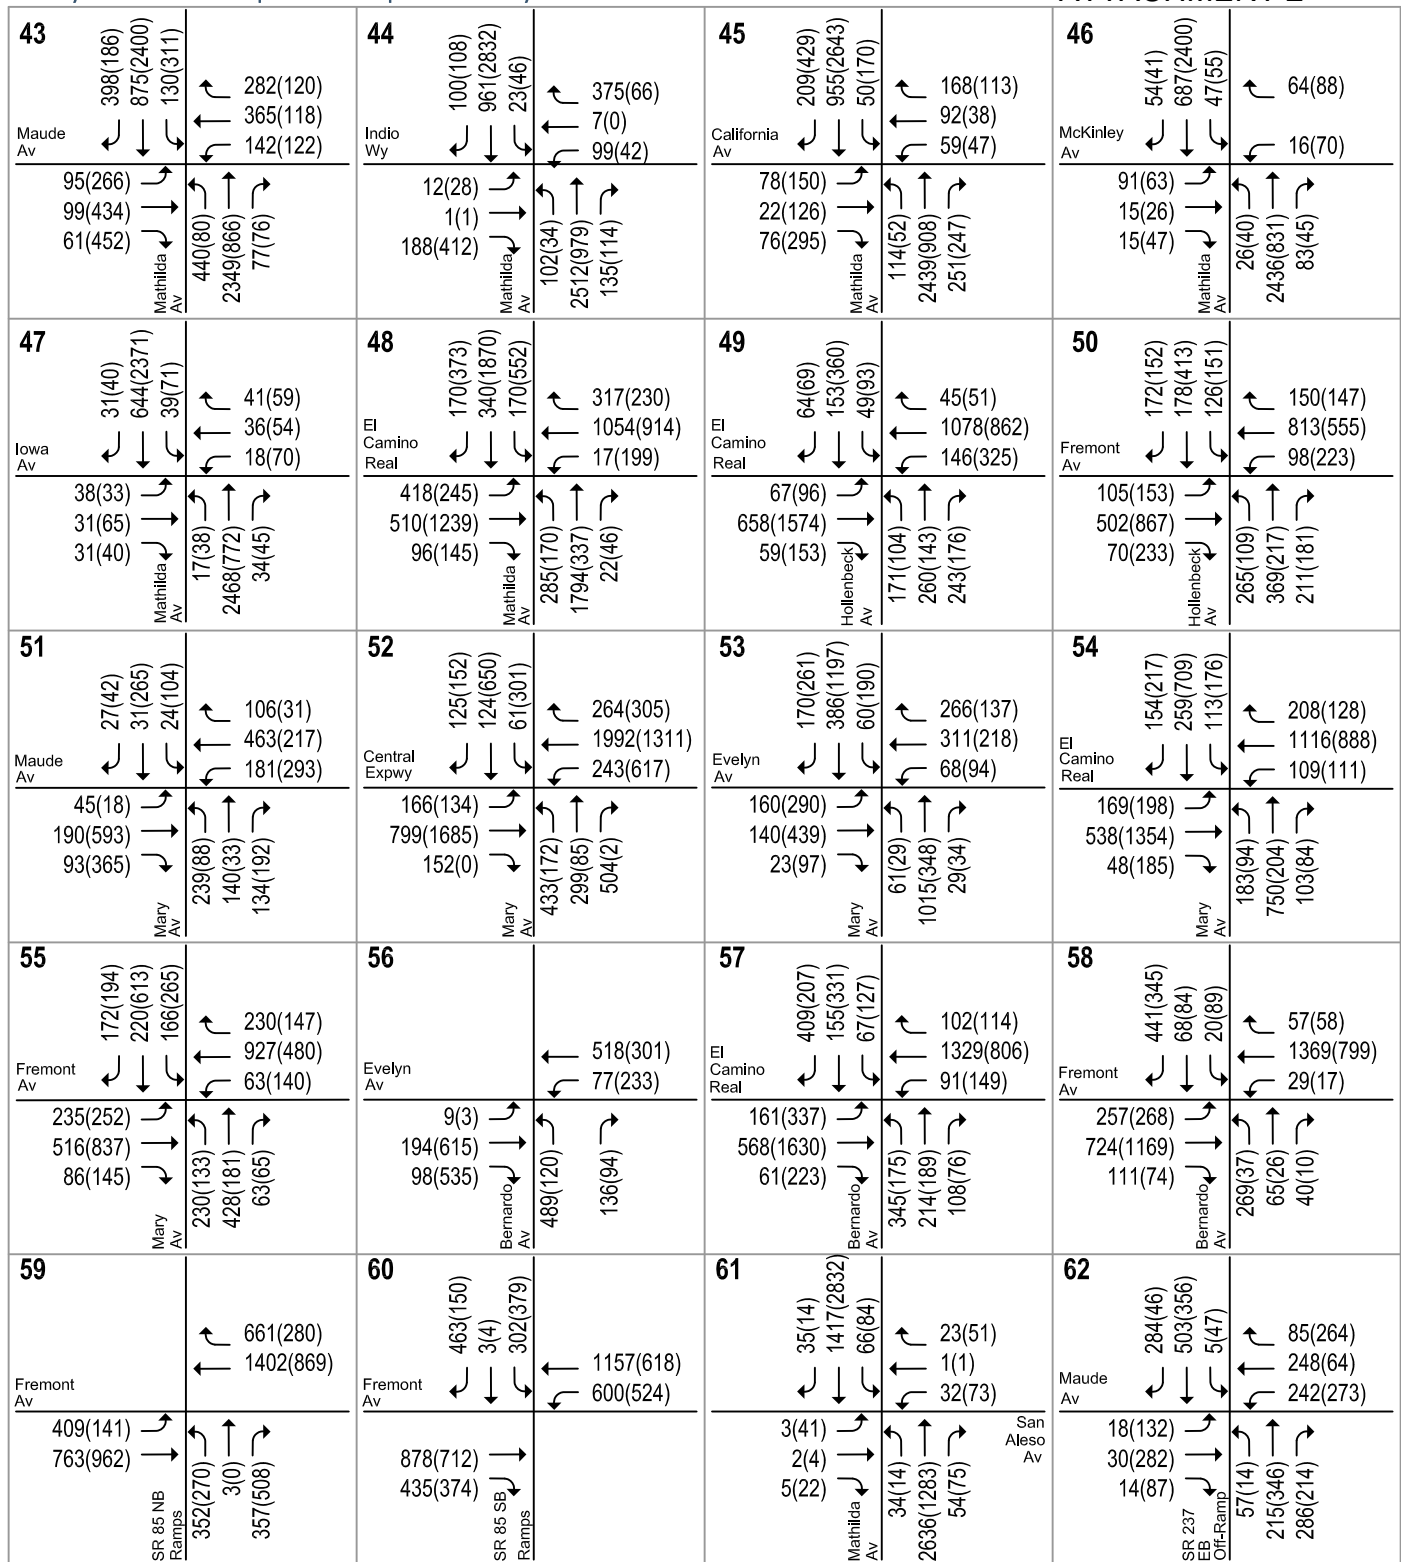 43
398(186)
875(2400)
130(311)
282(120)
365(118)
142(122)
Maude
Av
95(266)
99(434)
61(452)
Mathilda
Av
440(80)
2349(866)
77(76)
44
100(108)
961(2832)
23(46)
375(66)
7(0)
99(42)
Indio
Wy
12(28)
1(1)
188(412)
Mathilda
Av
102(34)
2512(979)
135(114)
45
209(429)
955(2643)
50(170)
168(113)
92(38)
59(47)
California
Av
78(150)
22(126)
76(295)
Mathilda
Av
114(52)
2439(908)
251(247)
46
54(41)
687(2400)
47(55)
64(88)
16(70)
McKinley
Av
91(63)
15(26)
15(47)
Mathilda
Av
26(40)
2436(831)
83(45)
47
31(40)
644(2371)
39(71)
41(59)
36(54)
18(70)
Iowa
Av
38(33)
31(65)
31(40)
Mathilda
Av
17(38)
2468(772)
34(45)
48
170(373)
340(1870)
170(552)
317(230)
1054(914)
17(199)
El
Camino
Real
418(245)
510(1239)
96(145)
Mathilda
Av
285(170)
1794(337)
22(46)
49
64(69)
153(360)
49(93)
45(51)
1078(862)
146(325)
El
Camino
Real
67(96)
658(1574)
59(153)
Hollenbeck
Av
171(104)
260(143)
243(176)
50
172(152)
178(413)
126(151)
150(147)
813(555)
98(223)
Fremont
Av
105(153)
502(867)
70(233)
Hollenbeck
Av
265(109)
369(217)
211(181)
51
27(42)
31(265)
24(104)
106(31)
463(217)
181(293)
Maude
Av
45(18)
190(593)
93(365)
Mary
Av
239(88)
140(33)
134(192)
52
125(152)
124(650)
61(301)
264(305)
1992(1311)
243(617)
Central
Expwy
166(134)
799(1685)
152(0)
Mary
Av
433(172)
299(85)
504(2)
53
170(261)
386(1197)
60(190)
266(137)
311(218)
68(94)
Evelyn
Av
160(290)
140(439)
23(97)
Mary
Av
61(29)
1015(348)
29(34)
54
154(217)
259(709)
113(176)
208(128)
1116(888)
109(111)
El
Camino
Real
169(198)
538(1354)
48(185)
Mary
Av
183(94)
750(204)
103(84)
55
172(194)
220(613)
166(265)
230(147)
927(480)
63(140)
Fremont
Av
235(252)
516(837)
86(145)
Mary
Av
230(133)
428(181)
63(65)
56
518(301)
77(233)
Evelyn
Av
9(3)
194(615)
98(535)
Bernardo
Av
489(120)
136(94)
57
409(207)
155(331)
67(127)
102(114)
1329(806)
91(149)
El
Camino
Real
161(337)
568(1630)
61(223)
Bernardo
Av
345(175)
214(189)
108(76)
58
441(345)
68(84)
20(89)
57(58)
1369(799)
29(17)
Fremont
Av
257(268)
724(1169)
111(74)
Bernardo
Av
269(37)
65(26)
40(10)
59
661(280)
1402(869)
Fremont
Av
409(141)
763(962)
SR 85 NB
Ramps
352(270)
3(0)
357(508)
60
463(150)
3(4)
302(379)
1157(618)
600(524)
Fremont
Av
878(712)
435(374)
SR 85 SB
Ramps
61
35(14)
1417(2832)
66(84)
23(51)
1(1)
32(73)
3(41)
2(4)
5(22)
San
Aleso
Av
Mathilda
Av
34(14)
2636(1283)
54(75)
62
284(46)
503(356)
5(47)
85(264)
248(64)
242(273)
Maude
Av
18(132)
30(282)
14(87)
SR 237
EB
Off-Ramp
57(14)
215(346)
286(214)